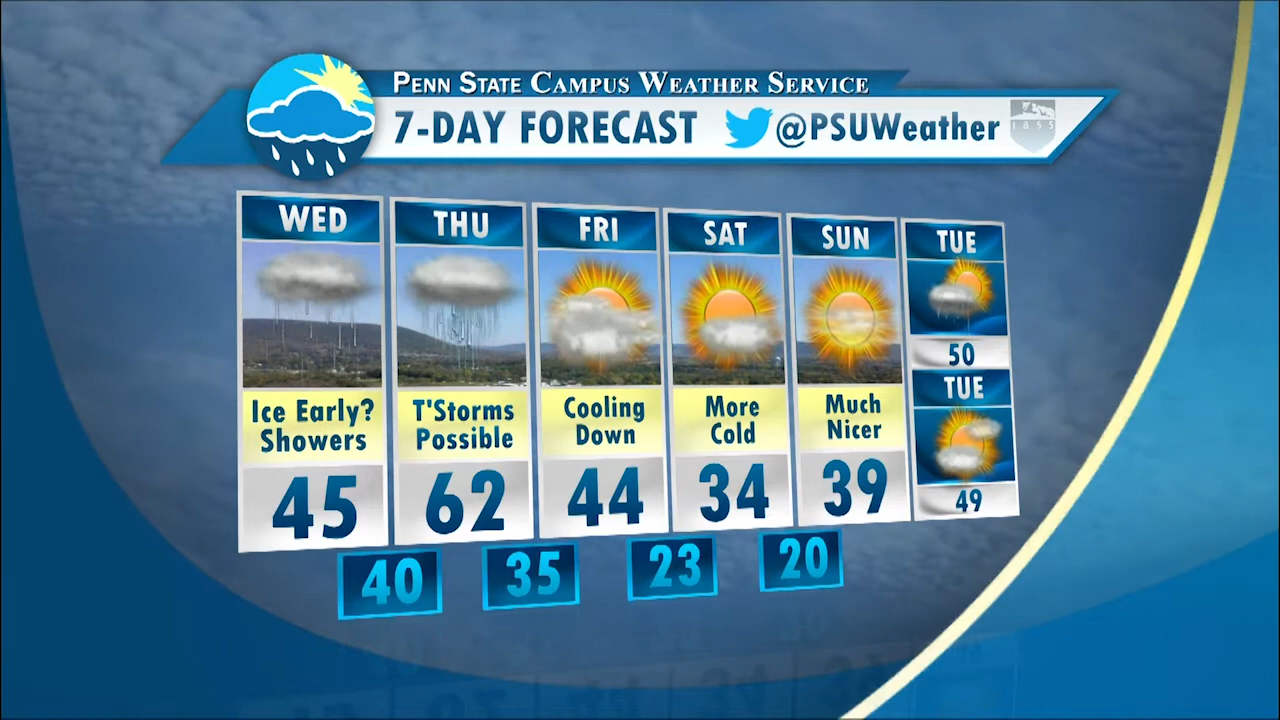 PENN STATE CAMPUS WEATHER SERVICE
7-DAY FORECAST @PSUWeather
1855
WED
Ice Early?
Showers
45
THU
T'Storms
Possible
62
FRI
Cooling
Down
44
SAT
More
Cold
34
SUN
Much
Nicer
39
TUE
50
TUE
49
40
35
23
20